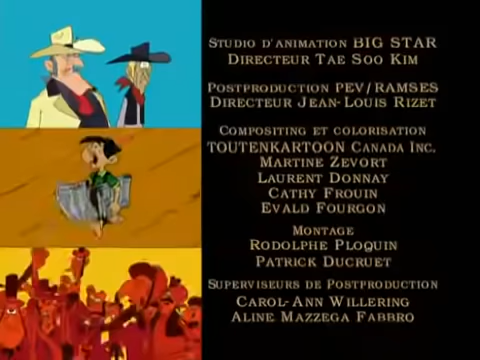 Studio d'animation BIG STAR
Directeur Tae Soo Kim
Postproduction PEV/RAMSES
Directeur Jean-Louis Rizet
Compositing et colorisation
TOUTENKARTOON Canada Inc.
Martine Zevort
Laurent Donnay
Cathy Frouin
Evald Fourgon
Montage
Rodolphe Ploquin
Patrick Ducruet
Superviseurs de Postproduction
Carol-Ann Willering
Aline Mazzega Fabbro